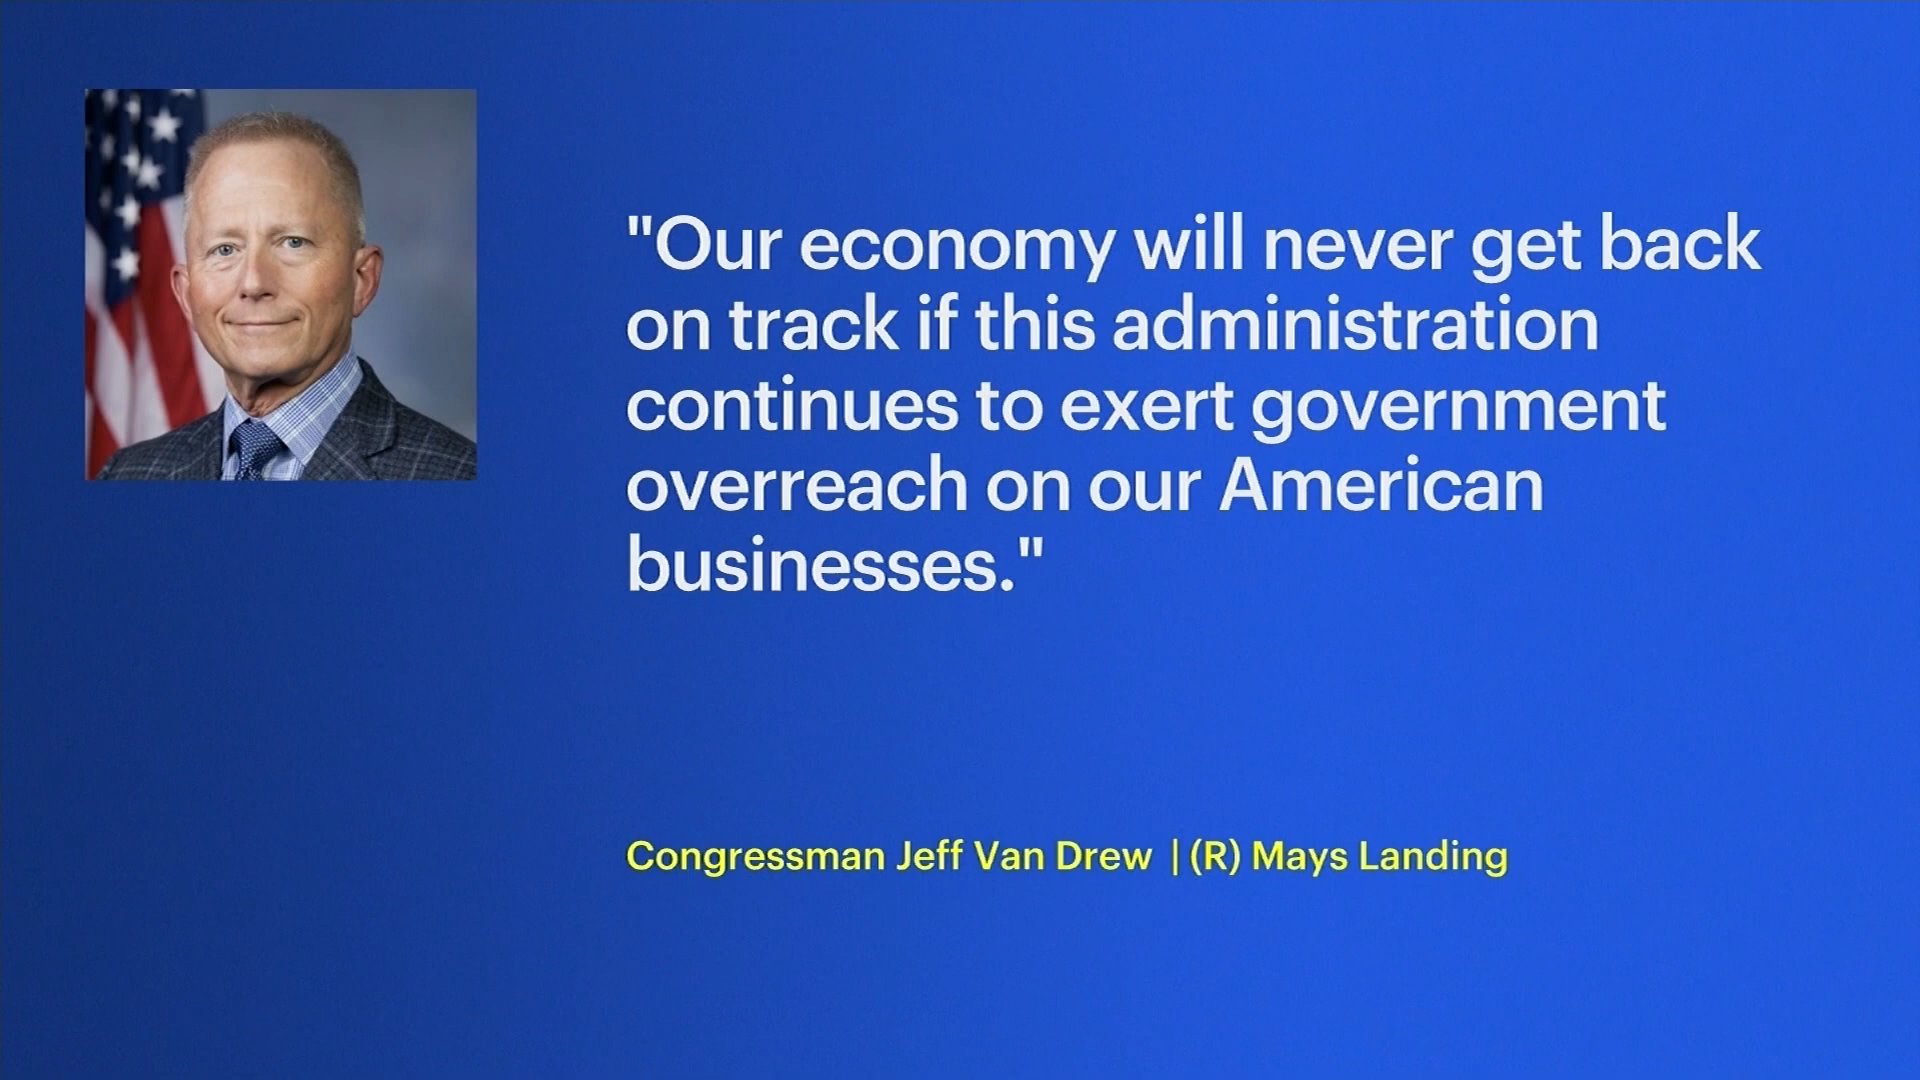 "Our economy will never get back
on track if this administration
continues to exert government
overreach on our American
businesses."
Congressman Jeff Van Drew | (R) Mays Landing